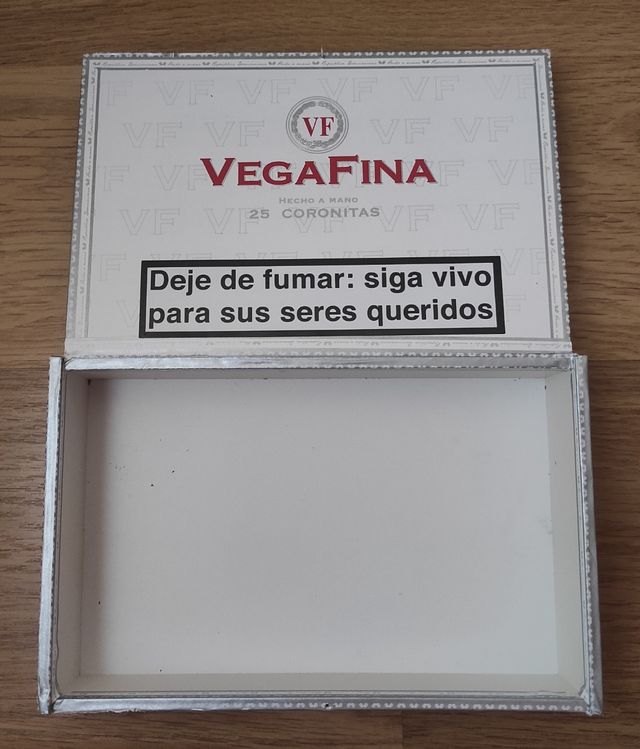 VF
VEGAFINA
HECHO A MANO
25 CORONITAS
Deje de fumar: siga vivo
para sus seres queridos